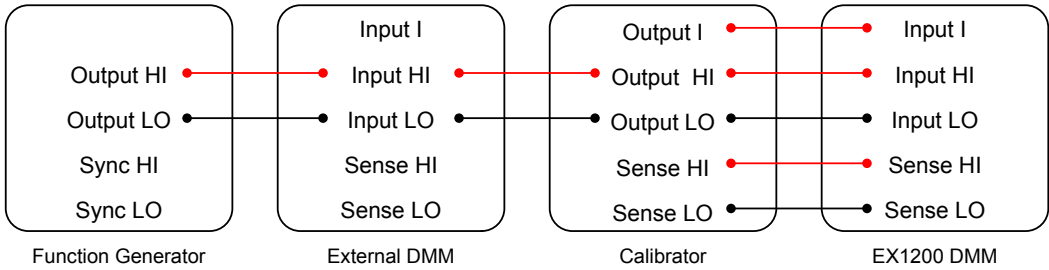 Output HI
Output LO
Sync HI
Sync LO
Function Generator
Input I
Input HI
Input LO
Sense HI
Sense LO
External DMM
Output I
Output HI
Output LO
Sense HI
Sense LO
Calibrator
Input I
Input HI
Input LO
Sense HI
Sense LO
EX1200 DMM